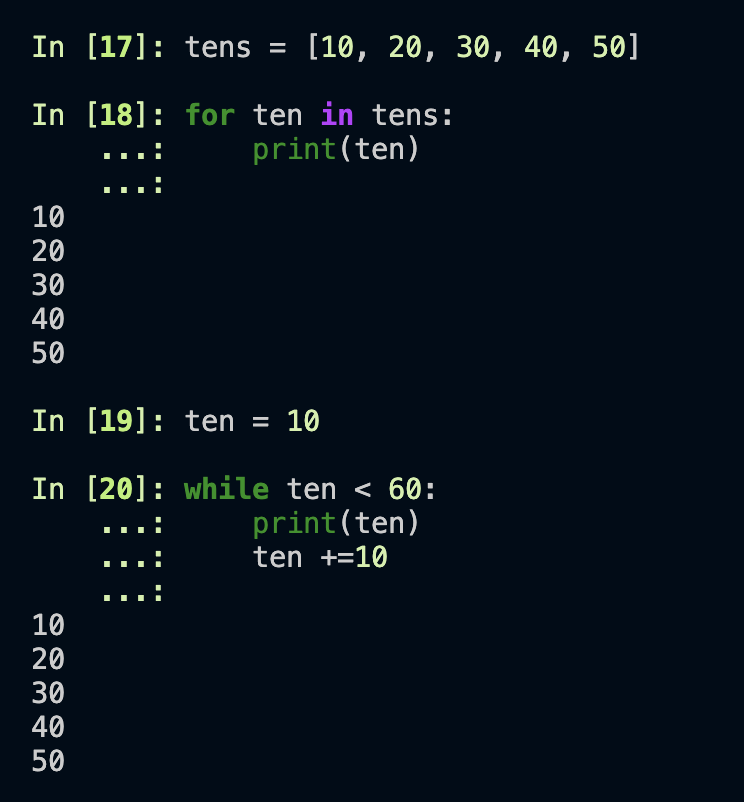 In [17]: tens = [10, 20, 30, 40, 50]
In [18]: for ten in tens:
    ...:     print(ten)
    ...:
10
20
30
40
50
In [19]: ten = 10
In [20]: while ten < 60:
    ...:     print(ten)
    ...:     ten +=10
    ...:
10
20
30
40
50